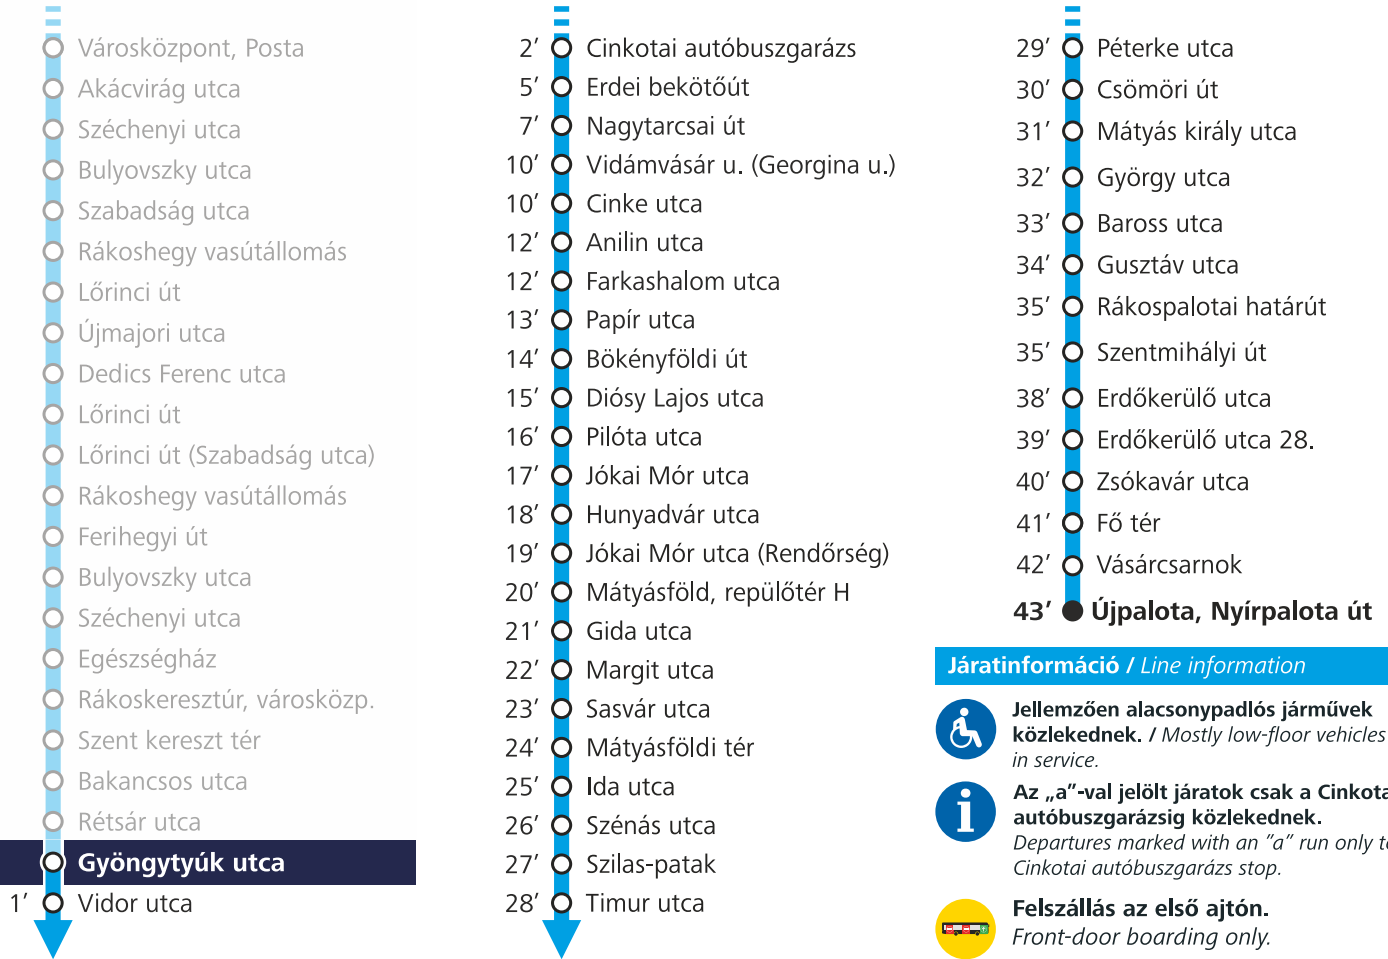 Városközpont, Posta
Akácvirág utca
Széchenyi utca
Bulyovszky utca
Szabadság utca
Rákoshegy vasútállomás
Lőrinci út
Újmajori utca
Dedics Ferenc utca
Lőrinci út
Lőrinci út (Szabadság utca)
Rákoshegy vasútállomás
Ferihegyi út
Bulyovszky utca
Széchenyi utca
Egészségház
Rákoskeresztúr, városközp.
Szent kereszt tér
Bakancsos utca
Rétsár utca
Gyöngytyúk utca
1′ Vidor utca
2′ Cinkotai autóbuszgarázs
5′ Erdei bekötőút
7′ Nagytarcsai út
10′ Vidámvásár u. (Georgina u.)
10′ Cinke utca
12′ Anilin utca
12′ Farkashalom utca
13′ Papír utca
14′ Bökényföldi út
15′ Diósy Lajos utca
16′ Pilóta utca
17′ Jókai Mór utca
18′ Hunyadvár utca
19′ Jókai Mór utca (Rendőrség)
20′ Mátyásföld, repülőtér H
21′ Gida utca
22′ Margit utca
23′ Sasvár utca
24′ Mátyásföldi tér
25′ Ida utca
26′ Szénás utca
27′ Szilas-patak
28′ Timur utca
29′ Péterke utca
30′ Csömöri út
31′ Mátyás király utca
32′ György utca
33′ Baross utca
34′ Gusztáv utca
35′ Rákospalotai határút
35′ Szentmihályi út
38′ Erdőkerülő utca
39′ Erdőkerülő utca 28.
40′ Zsókavár utca
41′ Fő tér
42′ Vásárcsarnok
43′ Újpalota, Nyírpalota út
Járatinformáció / Line information
Jellemzően alacsonypadlós járművek
közlekednek. / Mostly low-floor vehicles
in service.
Az „a”-val jelölt járatok csak a Cinkota
autóbuszgarázsig közlekednek.
Departures marked with an ”a” run only to
Cinkotai autóbuszgarázs stop.
Felszállás az első ajtón.
Front-door boarding only.